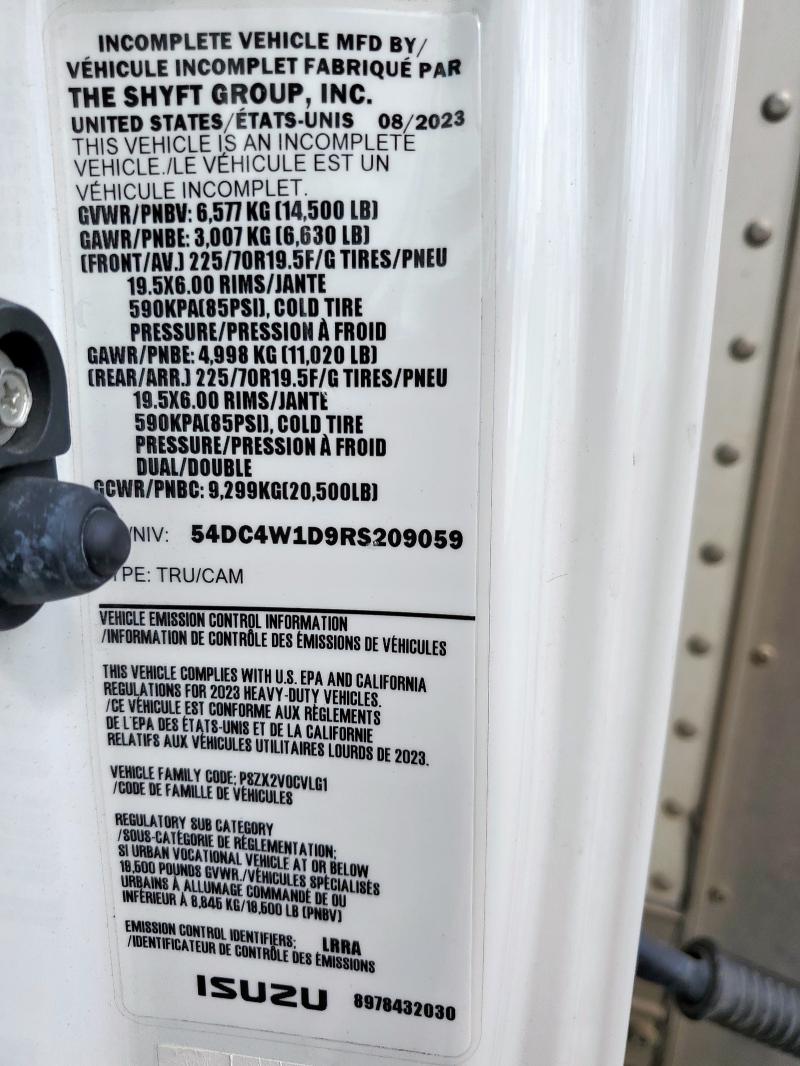 INCOMPLETE VEHICLE MFD BY/
VÉHICULE INCOMPLET FABRIQUÉ PAR
THE SHYFT GROUP, INC.
UNITED STATES/ÉTATS-UNIS 08/2023
THIS VEHICLE IS AN INCOMPLETE
VEHICLE./LE VÉHICULE EST UN
VÉHICULE INCOMPLET.
GVWR/PNBV: 6,577 KG (14,500 LB)
GAWR/PNBE: 3,007 KG (6,630 LB)
(FRONT/AV.) 225/70R19.5F/G TIRES/PNEU
19.5X6.00 RIMS/JANTE
590KPA(85PSI), COLD TIRE
PRESSURE/PRESSION À FROID
GAWR/PNBE: 4,998 KG (11,020 LB)
(REAR/ARR.) 225/70R19.5F/G TIRES/PNEU
19.5X6.00 RIMS/JANTE
590KPA(85PSI), COLD TIRE
PRESSURE/PRESSION À FROID
DUAL/DOUBLE
GCWR/PNBC: 9,299KG(20,500LB)
/NIV: 54DC4W1D9RS209059
YPE: TRU/CAM
VEHICLE EMISSION CONTROL INFORMATION
/INFORMATION DE CONTRÔLE DES ÉMISSIONS DE VÉHICULES
THIS VEHICLE COMPLIES WITH U.S. EPA AND CALIFORNIA
REGULATIONS FOR 2023 HEAVY-DUTY VEHICLES.
/CE VÉHICULE EST CONFORME AUX RÈGLEMENTS
DE L'EPA DES ÉTATS-UNIS ET DE LA CALIFORNIE
RELATIFS AUX VÉHICULES UTILITAIRES LOURDS DE 2023.
VEHICLE FAMILY CODE; PSZX2VOCVLG1
/CODE DE FAMILLE DE VÉHICULES
REGULATORY SUB CATEGORY
/SOUS-CATÉGORIE DE RÉGLEMENTATION;
SI URBAN VOCATIONAL VEHICLE AT OR BELOW
19,500 POUNDS GVWR./VÉHICULES SPÉCIALISÉS
URBAINS À ALLUMAGE COMMANDÉ DE OU
INFÉRIEUR À 8,845 KG/19,500 LB (PNBV)
EMISSION CONTROL IDENTIFIERS; LRRA
/IDENTIFICATEUR DE CONTRÔLE DES ÉMISSIONS
ISUZU 8978432030